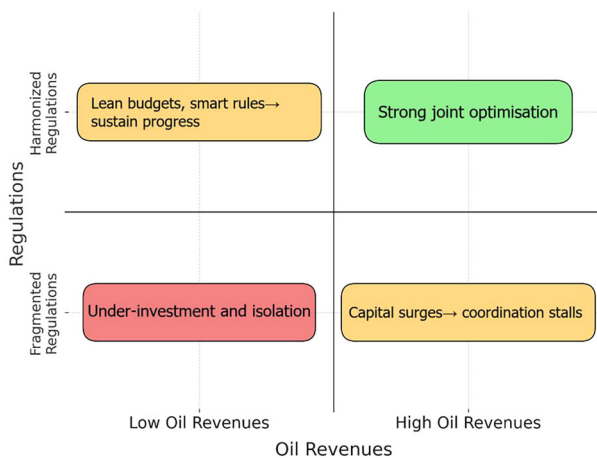 Regulations
Harmonized
Regulations
Lean budgets, smart rules→
sustain progress
Strong joint optimisation
Fragmented
Regulations
Under-investment and isolation
Capital surges→ coordination stalls
Low Oil Revenues
High Oil Revenues
Oil Revenues